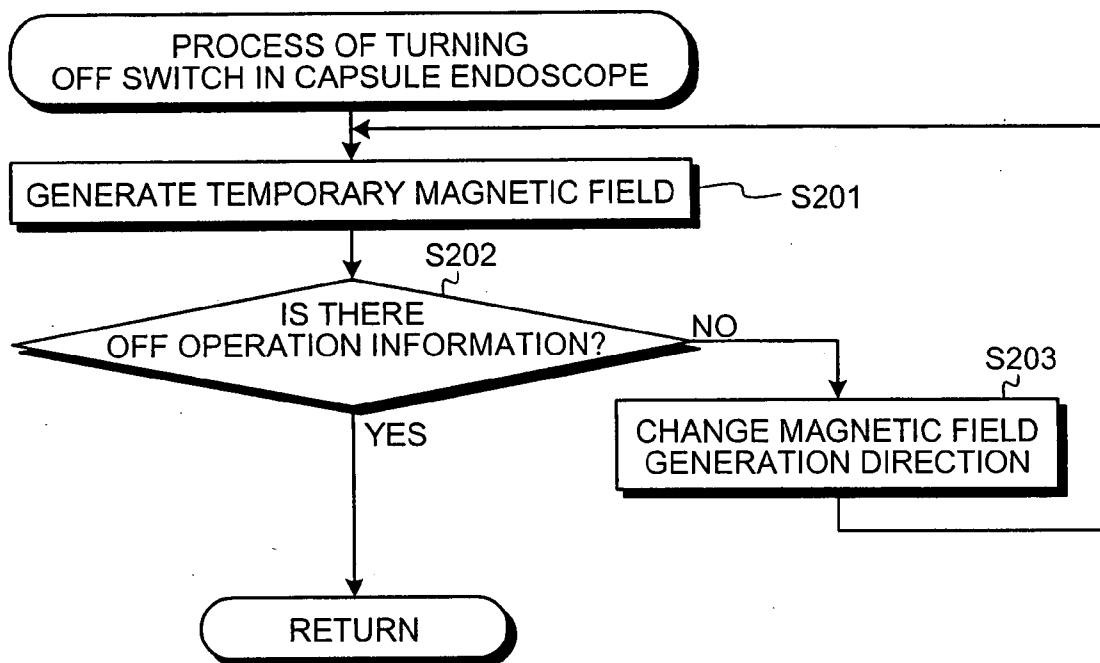 PROCESS OF TURNING
OFF SWITCH IN CAPSULE ENDOSCOPE
GENERATE TEMPORARY MAGNETIC FIELD
S201
S202
IS THERE
OFF OPERATION INFORMATION?
NO
S203
YES
CHANGE MAGNETIC FIELD
GENERATION DIRECTION
RETURN